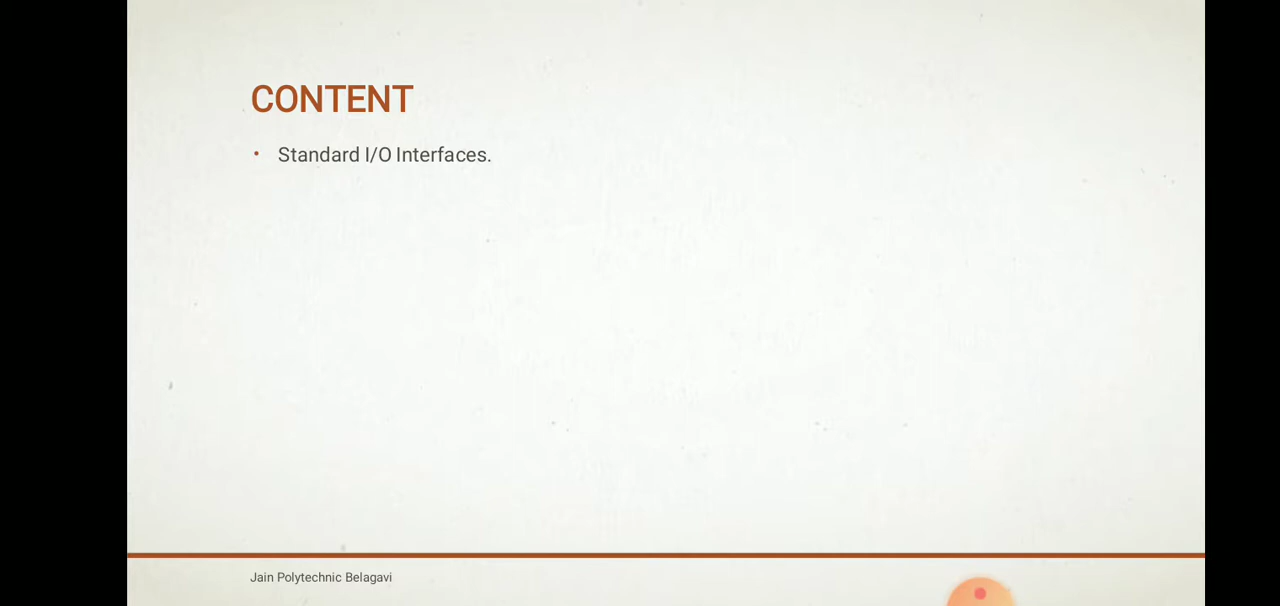 CONTENT
• Standard I/O Interfaces.
Jain Polytechnic Belagavi